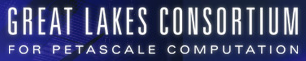 GREAT LAKES CONSORTIUM
FOR PETASCALE COMPUTATION